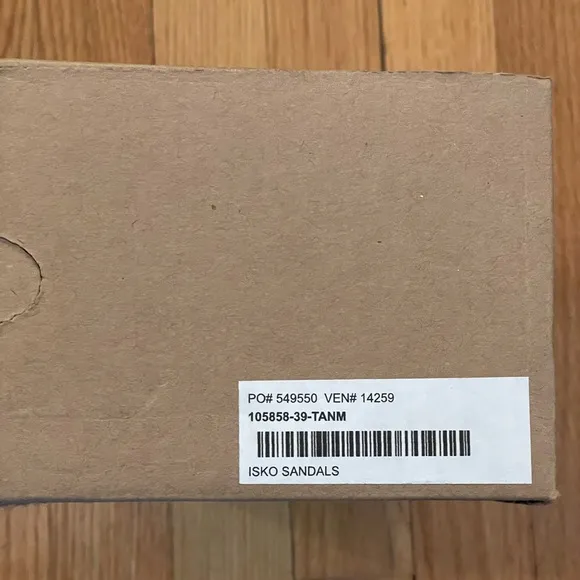 PO# 549550 VEN# 14259
105858-39-TANM
ISKO SANDALS